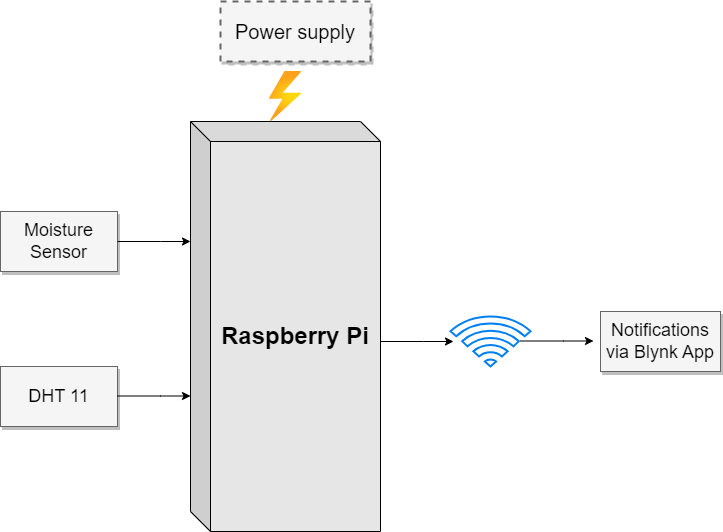 Power supply
Moisture
Sensor
Raspberry Pi
Notifications
via Blynk App
DHT 11